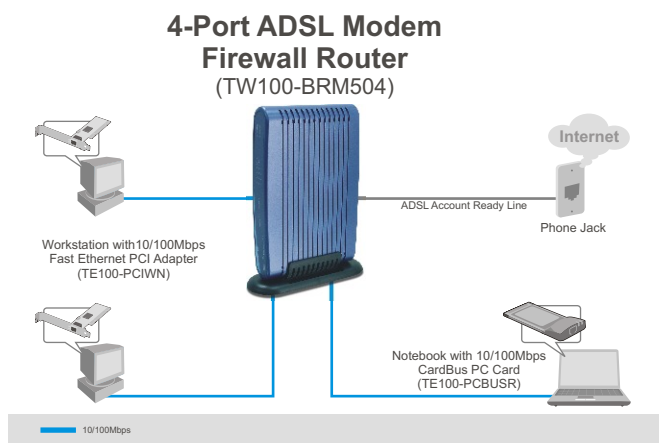 4-Port ADSL Modem
Firewall Router
(TW100-BRM504)
Internet
ADSL Account Ready Line
Phone Jack
Workstation with10/100Mbps
Fast Ethernet PCI Adapter
(TE100-PCIWN)
Notebook with 10/100Mbps
CardBus PC Card
(TE100-PCBUSR)
10/100Mbps